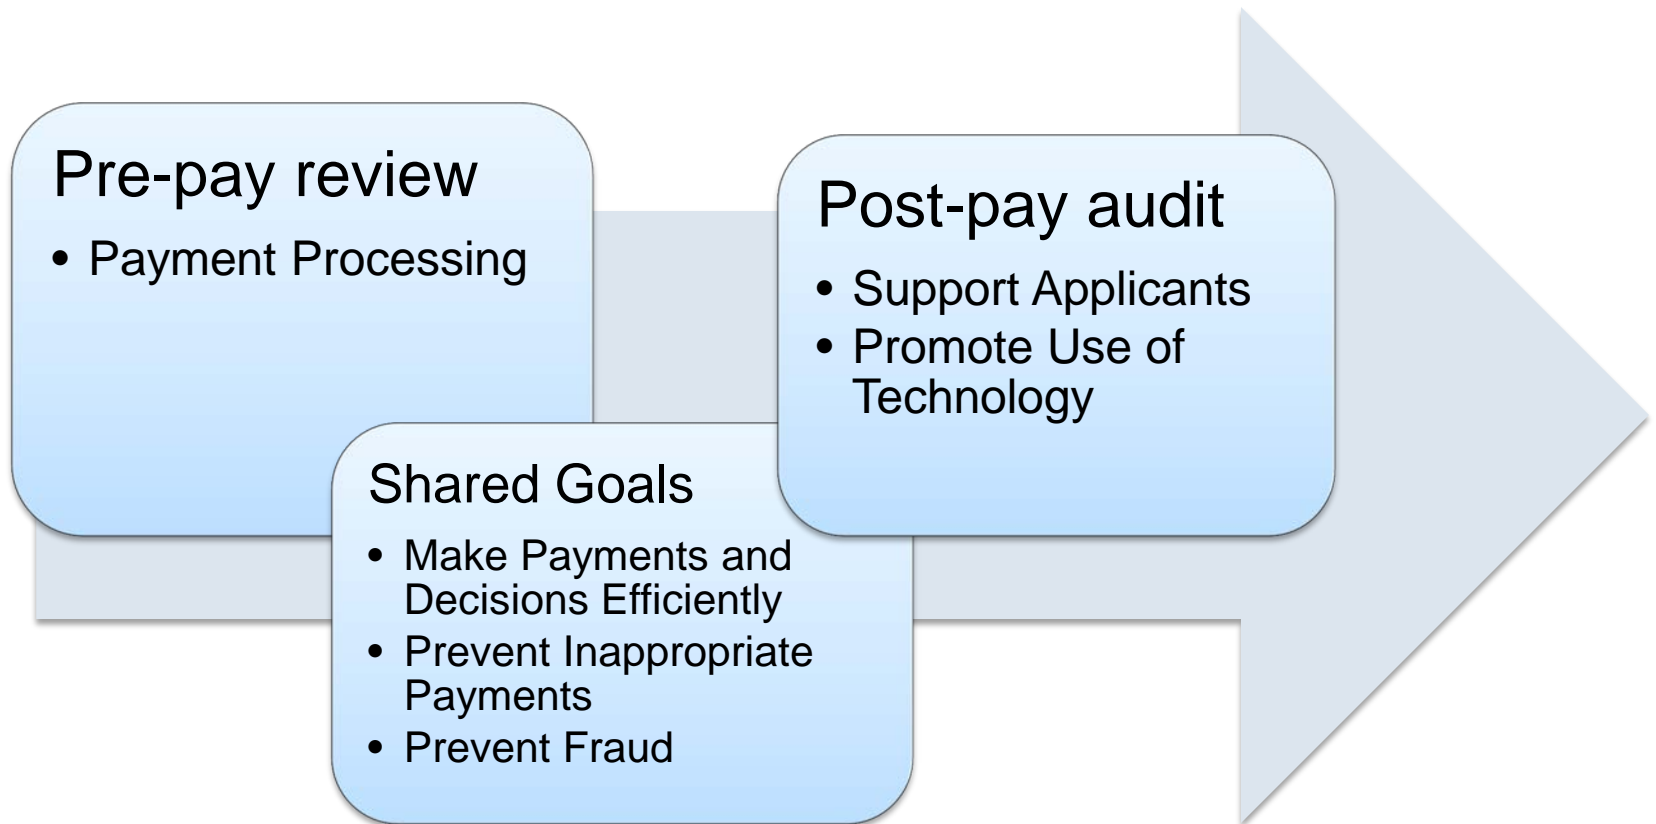 Pre-pay review
• Payment Processing
Shared Goals
• Make Payments and
Decisions Efficiently
• Prevent Inappropriate
Payments
• Prevent Fraud
Post-pay audit
• Support Applicants
• Promote Use of
Technology